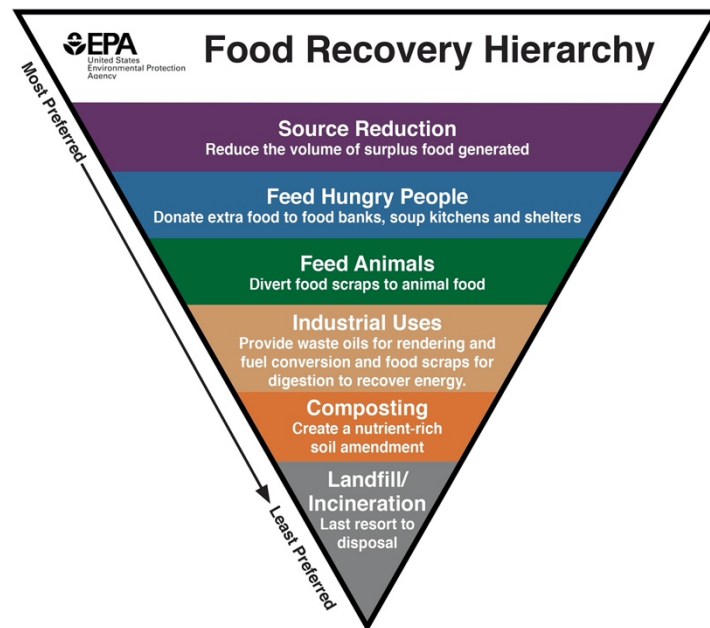 EPA
United States
Environmental Protection
Agency
Food Recovery Hierarchy
Most Preferred
Source Reduction
Reduce the volume of surplus food generated
Feed Hungry People
Donate extra food to food banks, soup kitchens and shelters
Feed Animals
Divert food scraps to animal food
Industrial Uses
Provide waste oils for rendering and
fuel conversion and food scraps for
digestion to recover energy.
Composting
Create a nutrient-rich
soil amendment
Landfill/
Incineration
Last resort to
disposal
Least Preferred